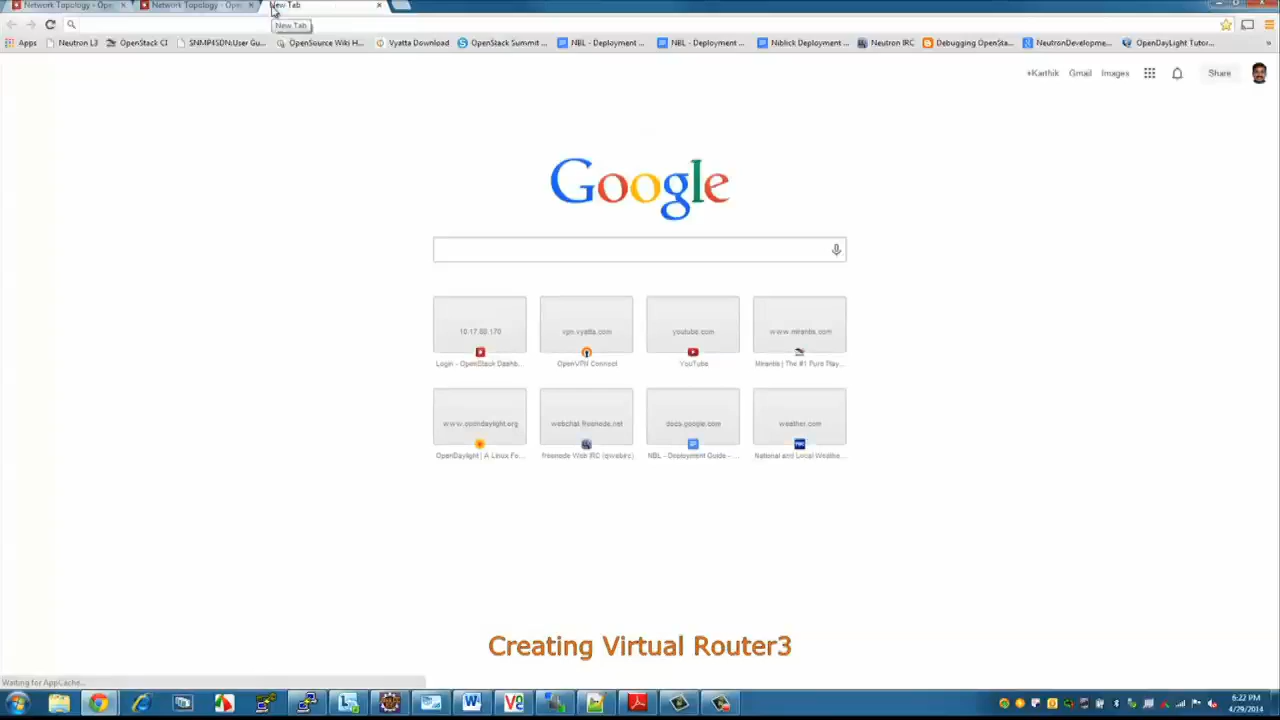 Network Topology - Ope
Network Topology - Ope
New Tab
New Tab
Apps
Neutron L3
OpenStack CI
SNMP4SDN:User Gu...
OpenSource Wiki H...
Vyatta Download
OpenStack Summit ...
NBL - Deployment ...
NBL - Deployment ...
Niblick Deployment ...
Neutron IRC
Debugging OpenSta...
NeutronDevelopme...
OpenDayLight Tutor...
»
+Karthik
Gmail
Images
Share
Google
10.17.88.170
vpn.vyatta.com
youtube.com
www.mirantis.com
Login - OpenStack Dashb...
OpenVPN Connect
YouTube
Mirantis | The #1 Pure Play...
www.opendaylight.org
webchat.freenode.net
docs.google.com
weather.com
OpenDaylight | A Linux Fo...
freenode Web IRC (qwebirc)
NBL - Deployment Guide - ...
National and Local Weathe...
Creating Virtual Router3
Waiting for AppCache...
6:22 PM
4/29/2014